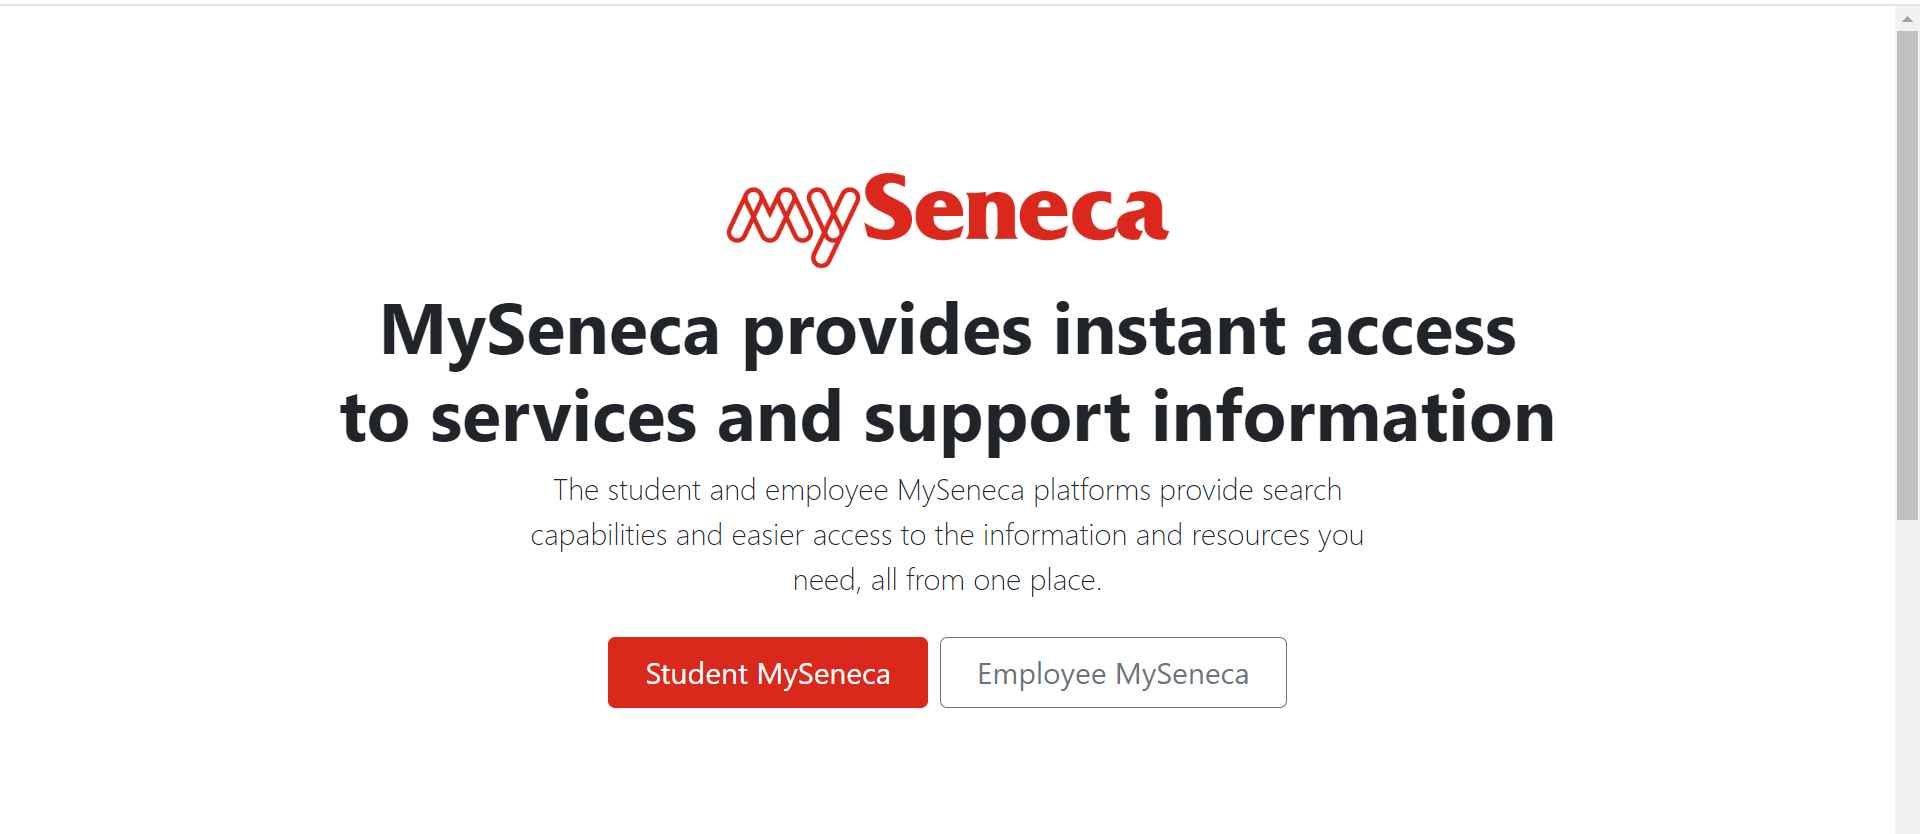 mySeneca
MySeneca provides instant access
to services and support information
The student and employee MySeneca platforms provide search
capabilities and easier access to the information and resources you
need, all from one place.
Student MySeneca
Employee MySeneca